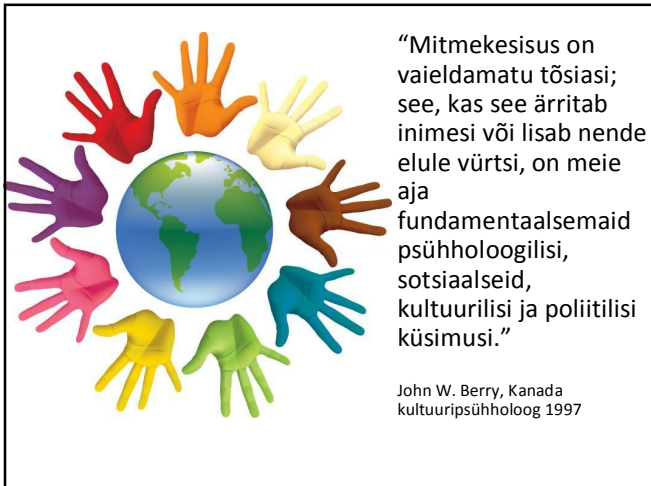 “Mitmekesisus on
vaieldamatu tõsiasi;
see, kas see ärritab
inimesi või lisab nende
elule vürtsi, on meie
aja
fundamentaalsemaid
psühholoogilisi,
sotsiaalseid,
kultuurilisi ja poliitilisi
küsimusi.”
John W. Berry, Kanada
kultuuripsühholoog 1997